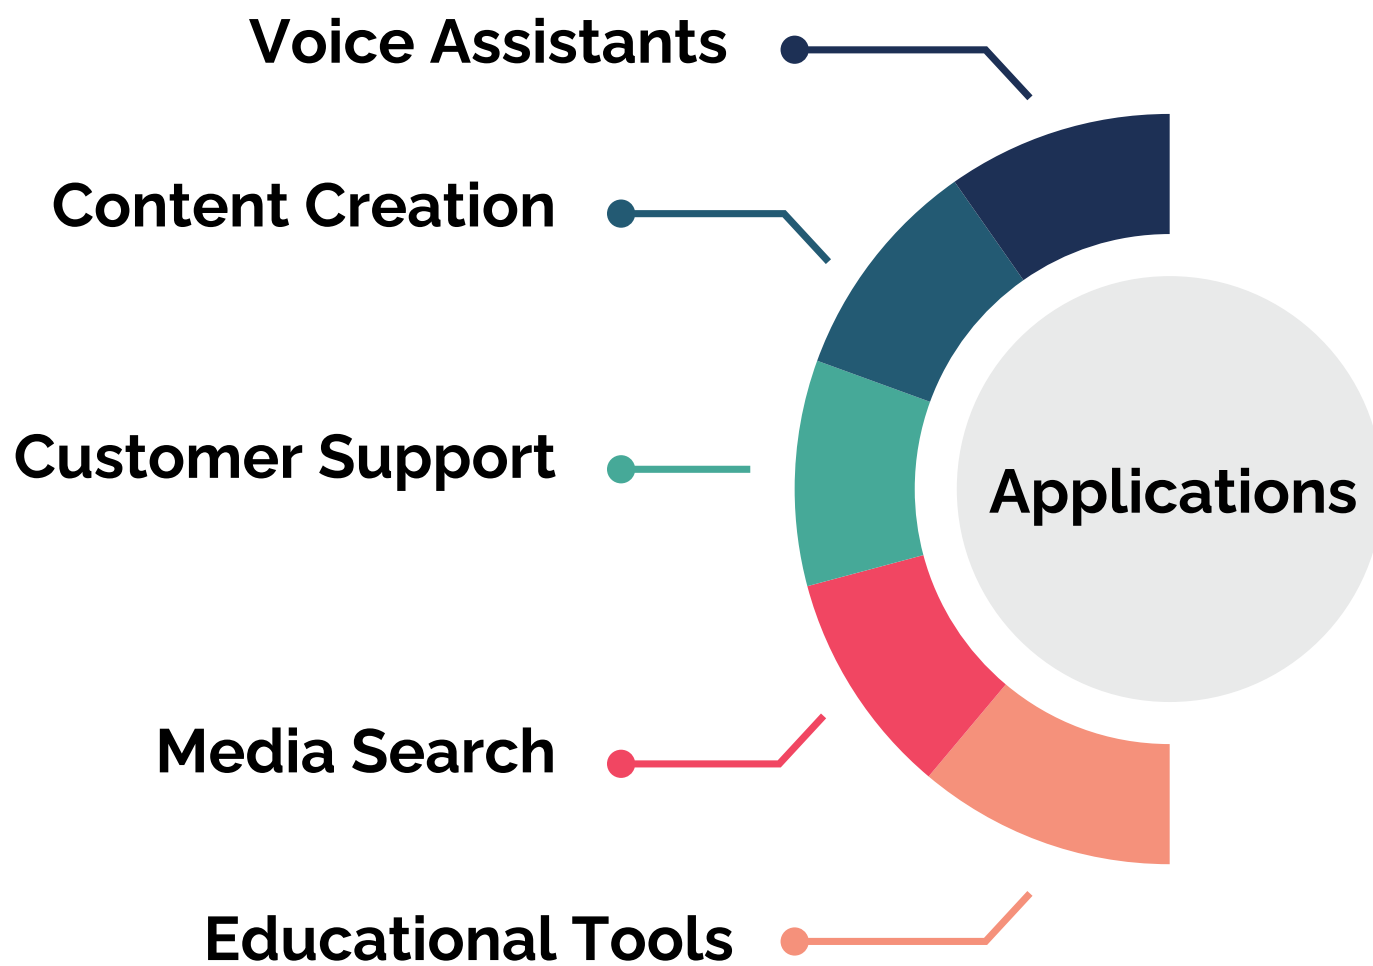 Voice Assistants
Content Creation
Customer Support
Applications
Media Search
Educational Tools